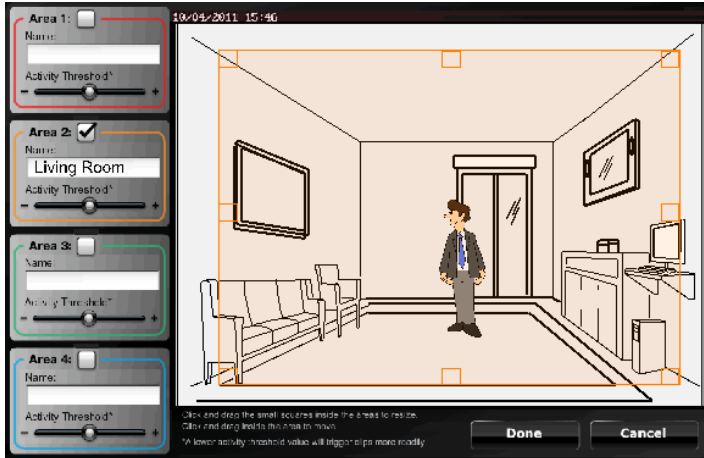 10/04/2011 15:46
Area 1:
Name:
Activity Threshold*
- +
Area 2:
Name:
Living Room
Activity Threshold*
- +
Area 3:
Name:
Activity Threshold*
- +
Area 4:
Name:
Activity Threshold*
- +
Click and drag the small squares inside the areas to resize.
Click and drag inside the area to move.
*A lower activity threshold value will trigger clips more readily
Done
Cancel